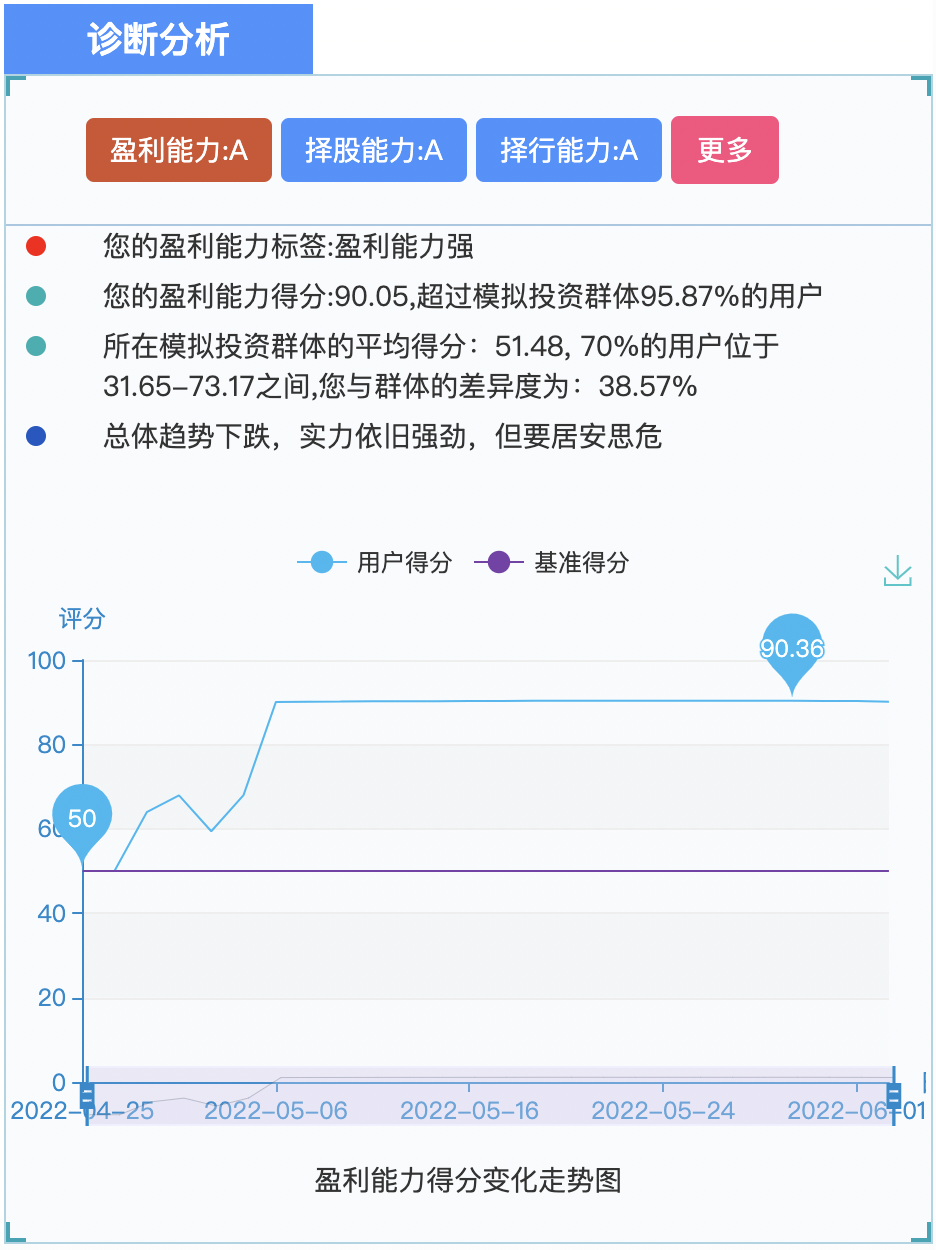 诊断分析
盈利能力:A 择股能力:A 择行能力:A 更多
您的盈利能力标签:盈利能力强
您的盈利能力得分:90.05,超过模拟投资群体95.87%的用户
所在模拟投资群体的平均得分：51.48, 70%的用户位于
31.65–73.17之间,您与群体的差异度为：38.57%
总体趋势下跌，实力依旧强劲，但要居安思危
用户得分 基准得分
评分
90.36
100
80
50
60
40
20
0
2022–04–25 2022–05–06 2022–05–16 2022–05–24 2022–06–01
盈利能力得分变化走势图